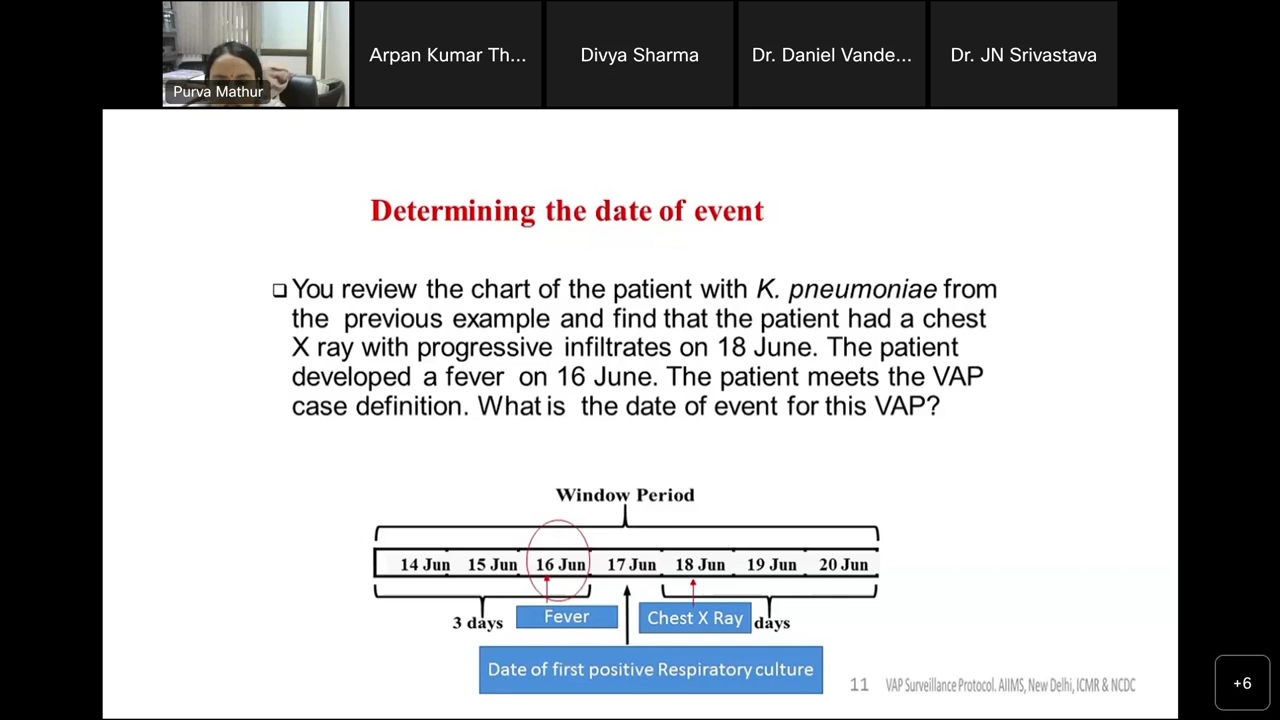 Purva Mathur
Arpan Kumar Th...
Divya Sharma
Dr. Daniel Vande...
Dr. JN Srivastava
Determining the date of event
You review the chart of the patient with K. pneumoniae from
the previous example and find that the patient had a chest
X ray with progressive infiltrates on 18 June. The patient
developed a fever on 16 June. The patient meets the VAP
case definition. What is the date of event for this VAP?
Window Period
14 Jun 15 Jun 16 Jun 17 Jun 18 Jun 19 Jun 20 Jun
3 days Fever Chest X Ray days
Date of first positive Respiratory culture
11 VAP Surveillance Protocol. AIIMS, New Delhi, ICMR & NCDC
+6